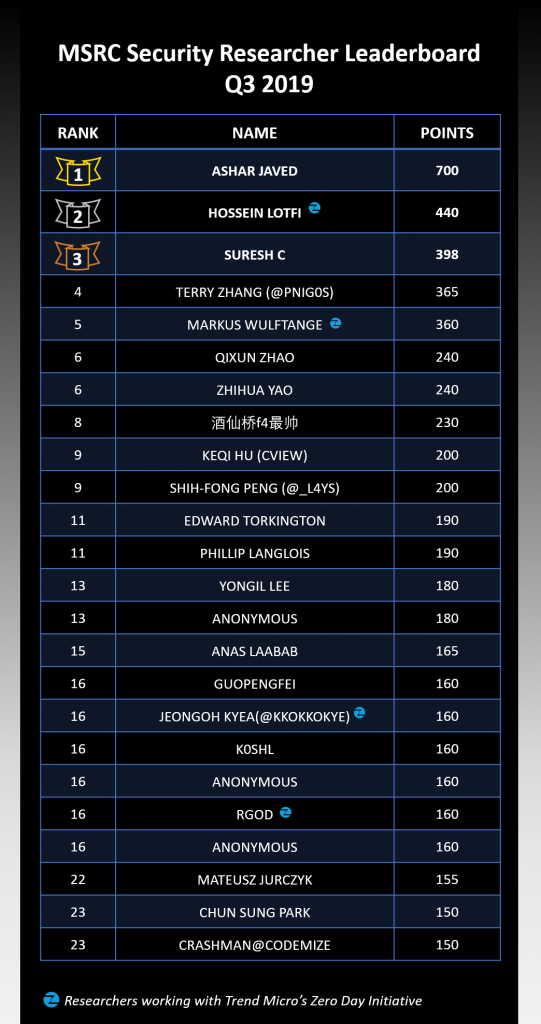 MSRC Security Researcher Leaderboard
Q3 2019
RANK NAME POINTS
1 ASHAR JAVED 700
2 HOSSEIN LOTFI 440
3 SURESH C 398
4 TERRY ZHANG (@PNIG0S) 365
5 MARKUS WULFTANGE 360
6 QIXUN ZHAO 240
6 ZHIHUA YAO 240
8 酒仙桥f4最帅 230
9 KEQI HU (CVIEW) 200
9 SHIH-FONG PENG (@_L4YS) 200
11 EDWARD TORKINGTON 190
11 PHILLIP LANGLOIS 190
13 YONGIL LEE 180
13 ANONYMOUS 180
15 ANAS LAABAB 165
16 GUOPENGFEI 160
16 JEONGOH KYEA(@KKOKKOKYE) 160
16 K0SHL 160
16 ANONYMOUS 160
16 RGOD 160
16 ANONYMOUS 160
22 MATEUSZ JURCZYK 155
23 CHUN SUNG PARK 150
23 CRASHMAN@CODEMIZE 150
Researchers working with Trend Micro's Zero Day Initiative